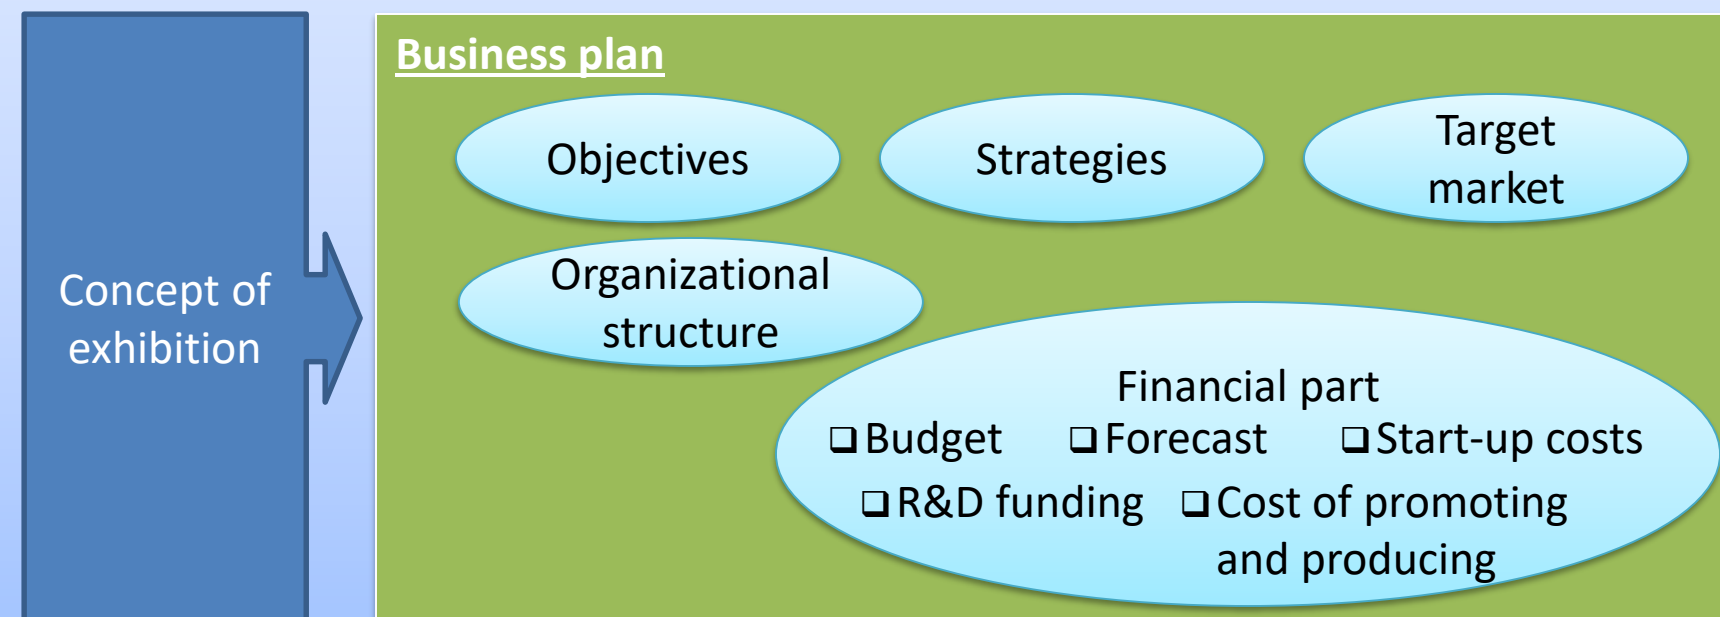 Concept of
exhibition
Business plan
Objectives
Strategies
Target
market
Organizational
structure
Financial part
❑Budget ❑Forecast ❑Start-up costs
❑R&D funding ❑Cost of promoting
and producing